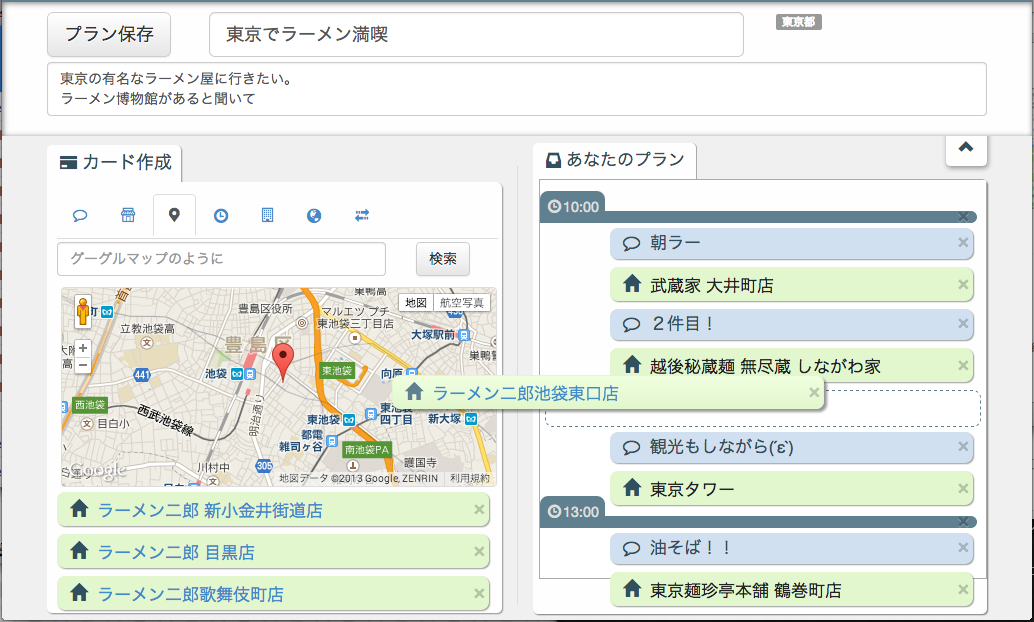 プラン保存
東京でラーメン満喫
東京都
東京の有名なラーメン屋に行きたい。
ラーメン博物館があると聞いて
カード作成
グーグルマップのように
検索
地図
航空写真
豊島区役所
マルエツ プチ
東池袋三丁目店
巣鴨高
立教池袋高
大塚駅前
豊島区
巣鴨警
441
池袋
東池袋
向原
西池袋
目白小
西武池袋線
明治通り
東池袋
東池袋
四丁目
新大塚
都電
雑司ヶ谷
南池袋PA
護国寺
川村中
305
Google
地図データ ©2013 Google, ZENRIN
利用規約
ラーメン二郎 新小金井街道店
ラーメン二郎 目黒店
ラーメン二郎歌舞伎町店
あなたのプラン
10:00
朝ラー
武蔵家 大井町店
２件目！
越後秘蔵麺 無尽蔵 しながわ家
ラーメン二郎池袋東口店
観光もしながら(´ε`)
東京タワー
13:00
油そば！！
東京麺珍亭本舗 鶴巻町店